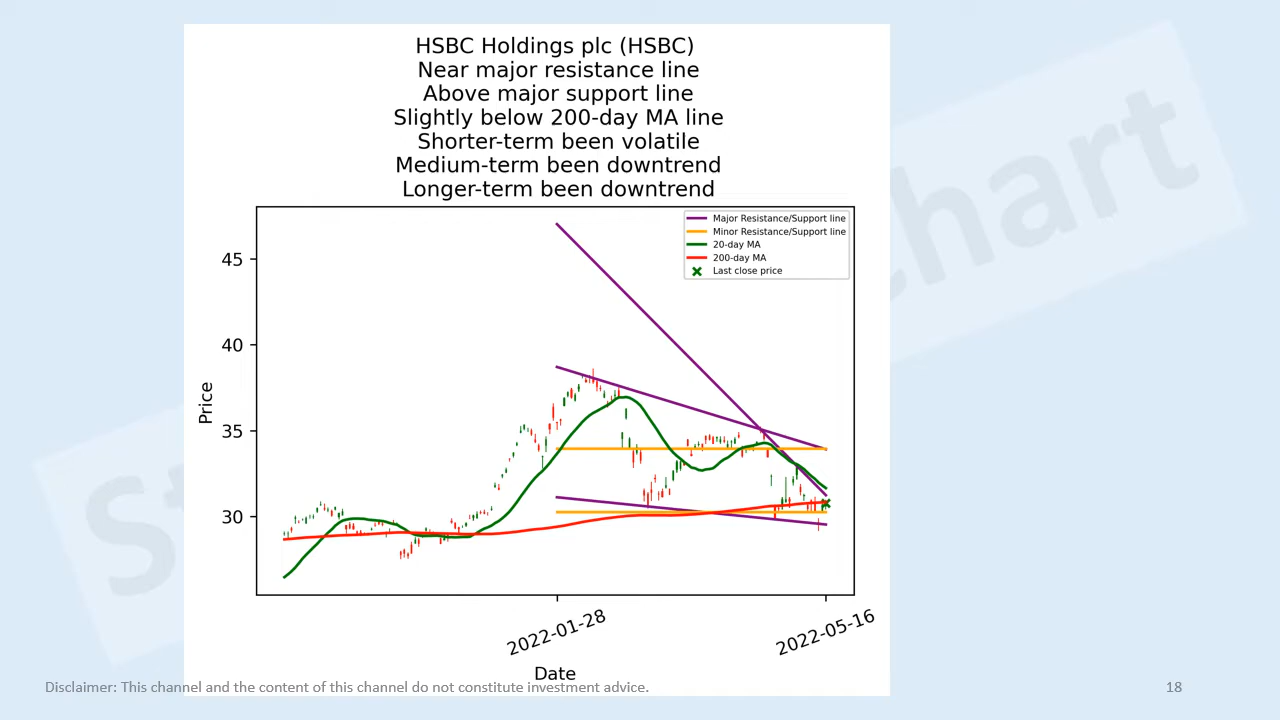 HSBC Holdings plc (HSBC)
Near major resistance line
Above major support line
Slightly below 200-day MA line
Shorter-term been volatile
Medium-term been downtrend
Longer-term been downtrend
Major Resistance/Support line
Minor Resistance/Support line
20-day MA
200-day MA
Last close price
45
40
35
30
Price
2022-01-28
2022-05-16
Date
Disclaimer: This channel and the content of this channel do not constitute investment advice.
18